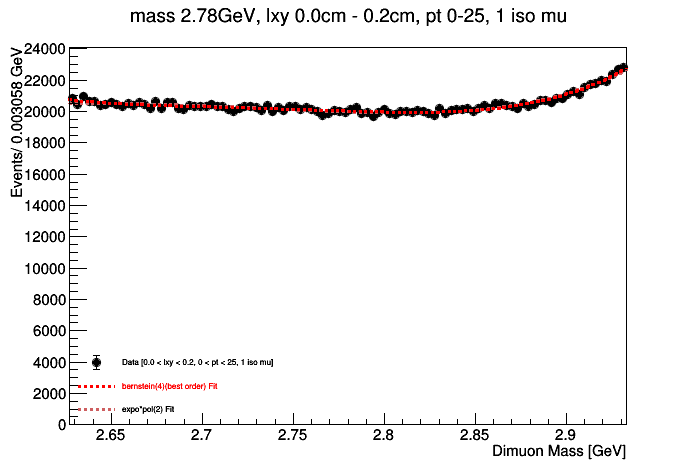 mass 2.78GeV, lxy 0.0cm - 0.2cm, pt 0-25, 1 iso mu
Events/ 0.003058 GeV
24000
22000
20000
18000
16000
14000
12000
10000
8000
6000
4000
2000
0
Data [0.0 < lxy < 0.2, 0 < pt < 25, 1 iso mu]
bernstein(4)(best order) Fit
expo*pol(2) Fit
2.65 2.7 2.75 2.8 2.85 2.9
Dimuon Mass [GeV]